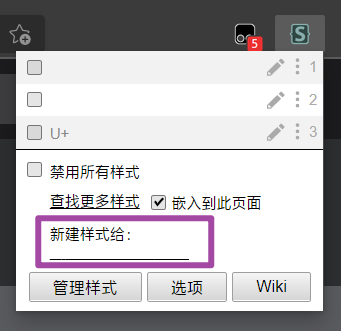 5
S
1
2
U+ 3
禁用所有样式
查找更多样式 嵌入到此页面
新建样式给:
管理样式 选项 Wiki